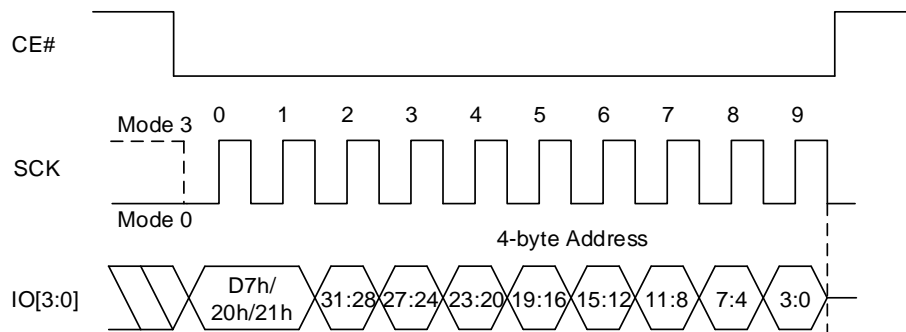 CE#
Mode 3
0 1 2 3 4 5 6 7 8 9
SCK
Mode 0
4-byte Address
IO[3:0]
D7h/
20h/21h
31:28 27:24 23:20 19:16 15:12 11:8 7:4 3:0